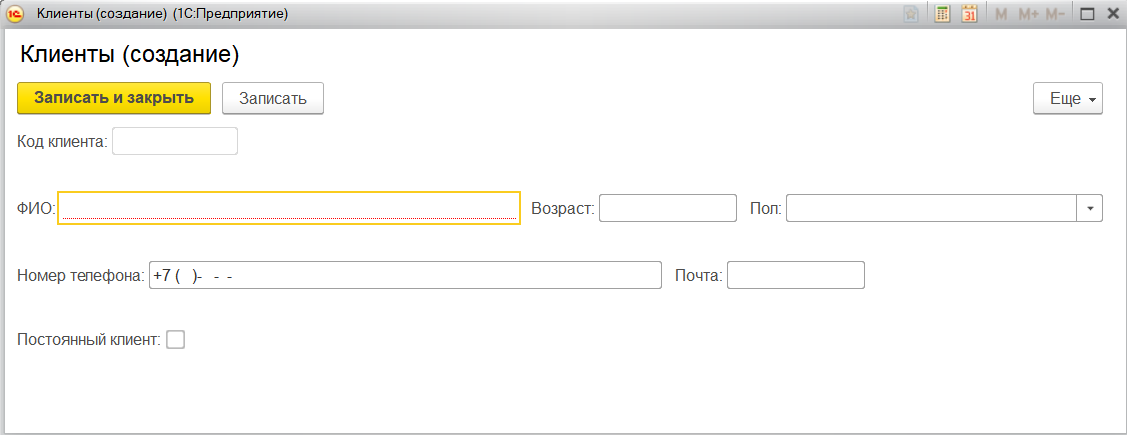 1С Клиенты (создание) (1С:Предприятие) 31 M M+ M-
Клиенты (создание)
Записать и закрыть Записать Еще
Код клиента:
ФИО: Возраст: Пол:
Номер телефона: +7 ( )- - - Почта:
Постоянный клиент: